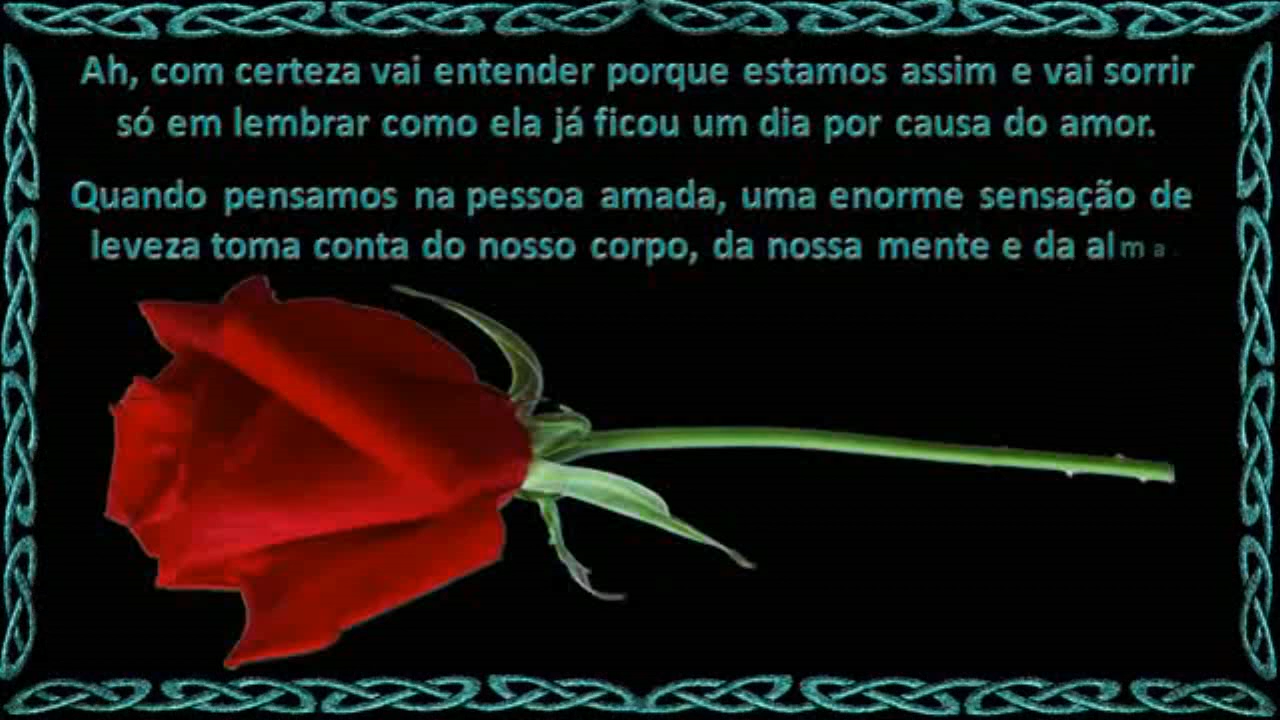 Ah, com certeza vai entender porque estamos assim e vai sorrir
só em lembrar como ela já ficou um dia por causa do amor.
Quando pensamos na pessoa amada, uma enorme sensação de
leveza toma conta do nosso corpo, da nossa mente e da alma.